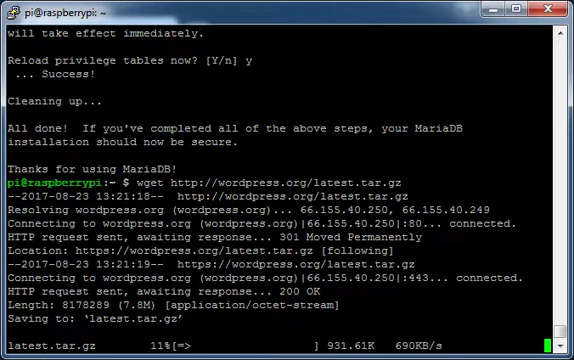 pi@raspberrypi: ~
will take effect immediately.
Reload privilege tables now? [Y/n] y
 ... Success!
Cleaning up...
All done!  If you've completed all of the above steps, your MariaDB
installation should now be secure.
Thanks for using MariaDB!
pi@raspberrypi:~ $ wget http://wordpress.org/latest.tar.gz
--2017-08-23 13:21:18--  http://wordpress.org/latest.tar.gz
Resolving wordpress.org (wordpress.org)... 66.155.40.250, 66.155.40.249
Connecting to wordpress.org (wordpress.org)|66.155.40.250|:80... connected.
HTTP request sent, awaiting response... 301 Moved Permanently
Location: https://wordpress.org/latest.tar.gz [following]
--2017-08-23 13:21:19--  https://wordpress.org/latest.tar.gz
Connecting to wordpress.org (wordpress.org)|66.155.40.250|:443... connected.
HTTP request sent, awaiting response... 200 OK
Length: 8178289 (7.8M) [application/octet-stream]
Saving to: ‘latest.tar.gz’
latest.tar.gz        11%[=>                    ] 931.61K   690KB/s